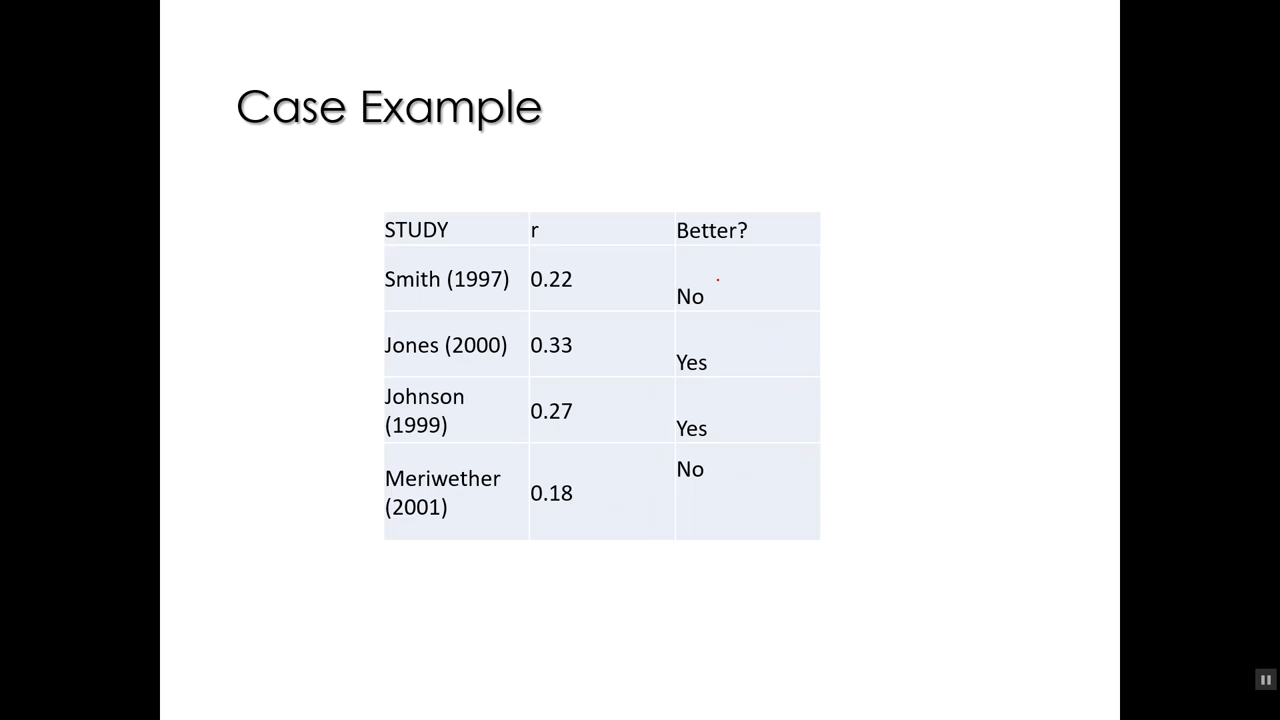 Case Example
STUDY r Better?
Smith (1997) 0.22 No
Jones (2000) 0.33 Yes
Johnson
(1999) 0.27 Yes
Meriwether
(2001) 0.18 No